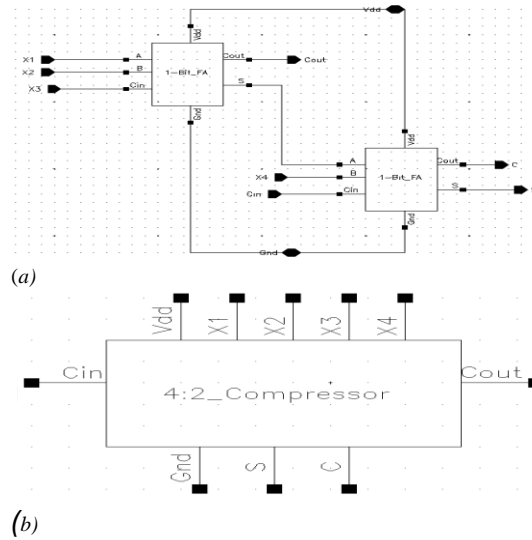 Vdd
X1
X2
X3
A
B
Cin
1-Bit_FA
Vdd
Gnd
Cout
S
Cout
X4
Cin
A
B
Cin
1-Bit_FA
Vdd
Gnd
Cout
S
C
Gnd
(a)
Vdd X1 X2 X3 X4
Cin
4:2_Compressor
Cout
Gnd S C
(b)